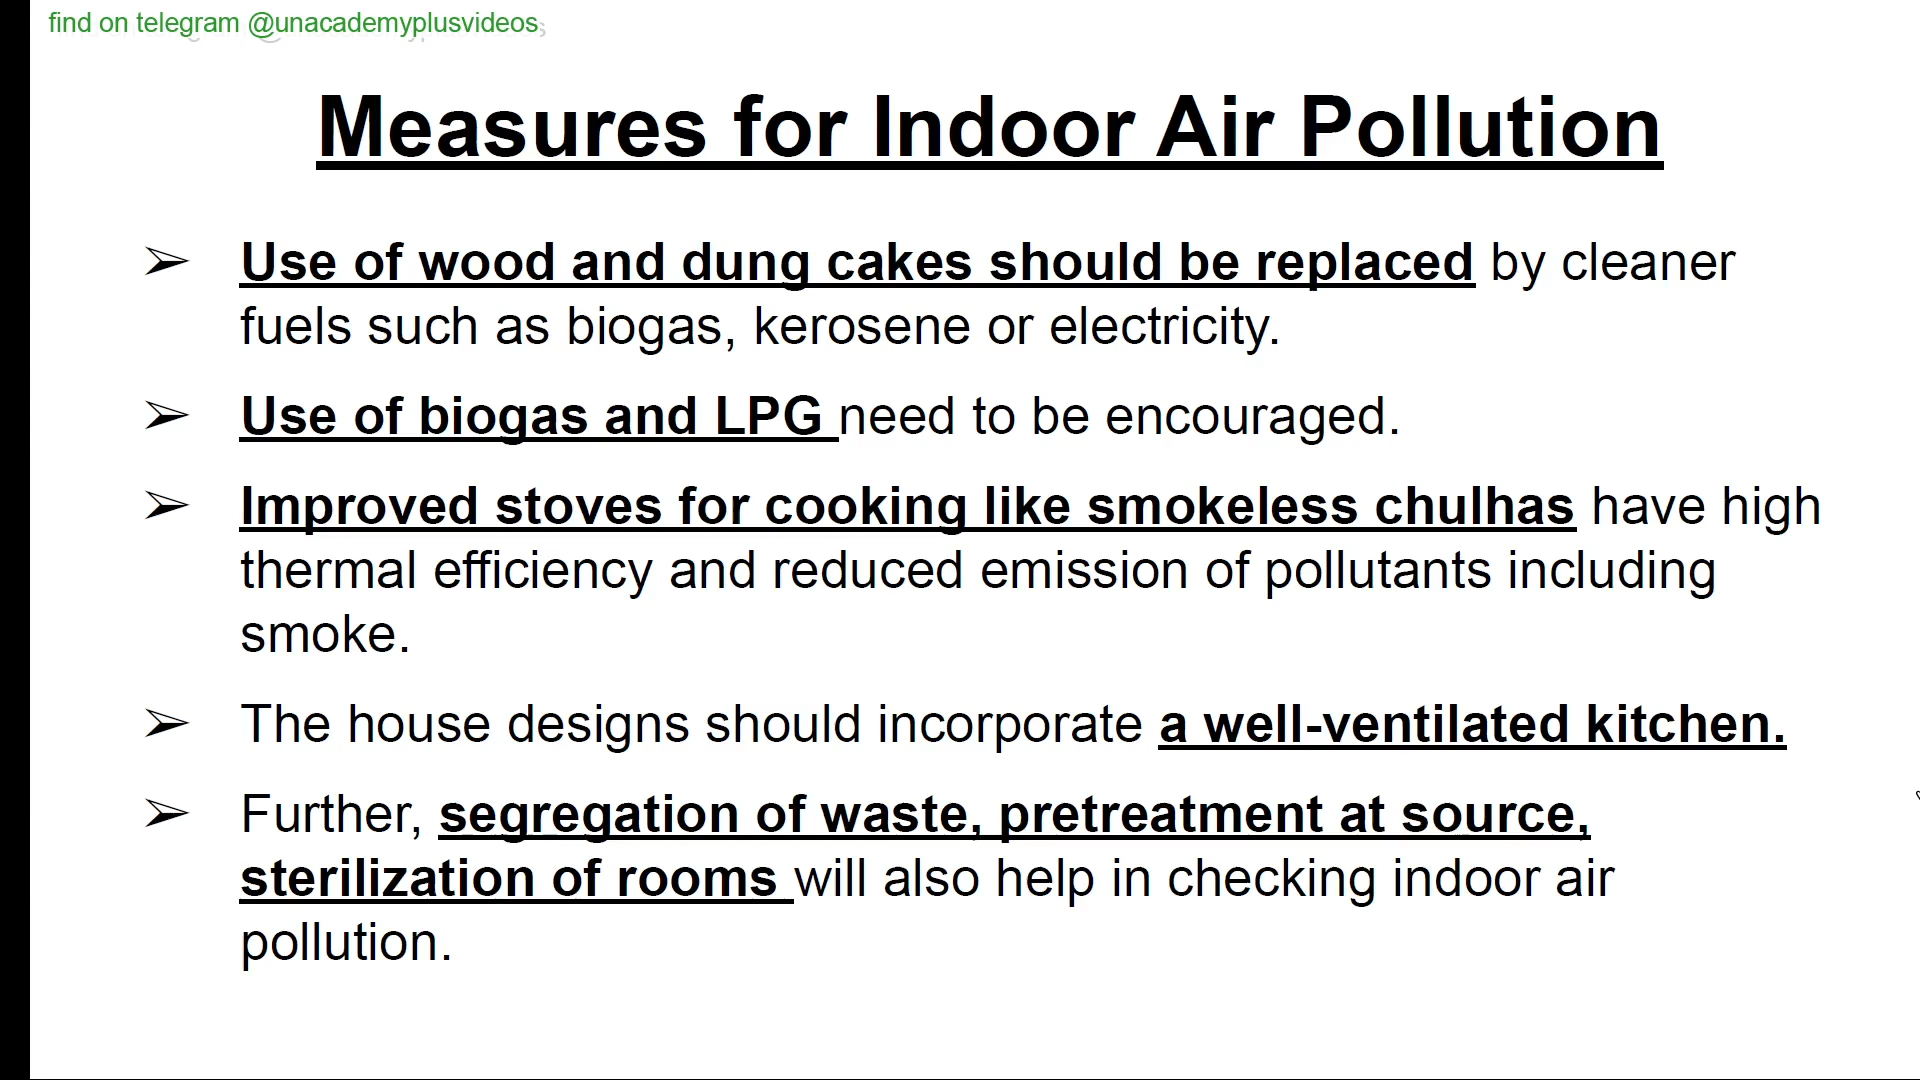 find on telegram @unacademyplusvideos
Measures for Indoor Air Pollution
➢ Use of wood and dung cakes should be replaced by cleaner
fuels such as biogas, kerosene or electricity.
➢ Use of biogas and LPG need to be encouraged.
➢ Improved stoves for cooking like smokeless chulhas have high
thermal efficiency and reduced emission of pollutants including
smoke.
➢ The house designs should incorporate a well-ventilated kitchen.
➢ Further, segregation of waste, pretreatment at source,
sterilization of rooms will also help in checking indoor air
pollution.